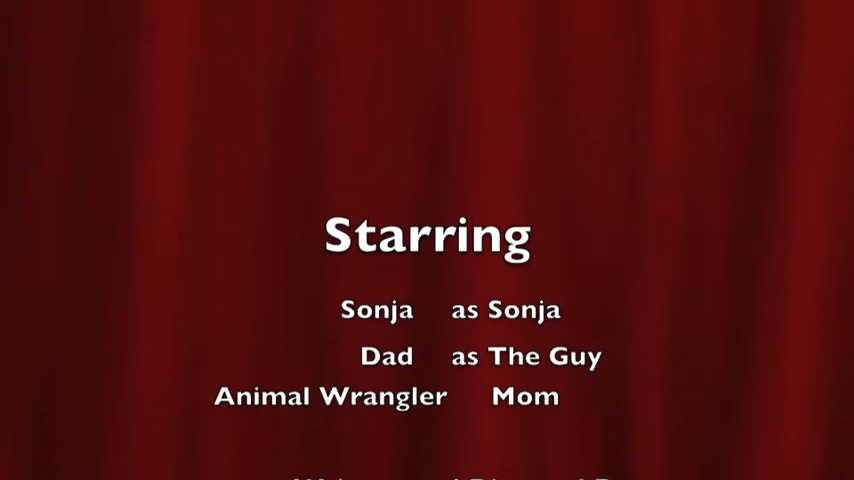 Starring
Sonja as Sonja
Dad as The Guy
Animal Wrangler Mom